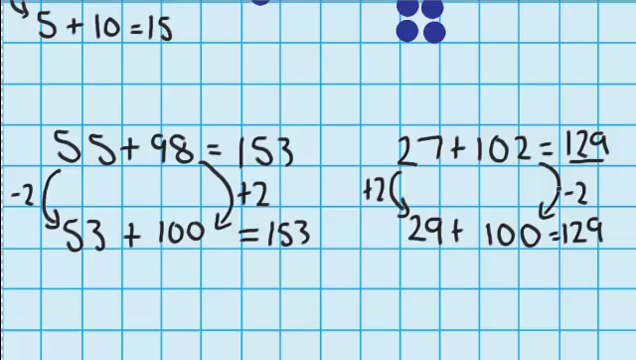 5 + 10 = 15
55 + 98 = 153
-2 +2
53 + 100 = 153
27 + 102 = 129
+2 -2
29 + 100 = 129